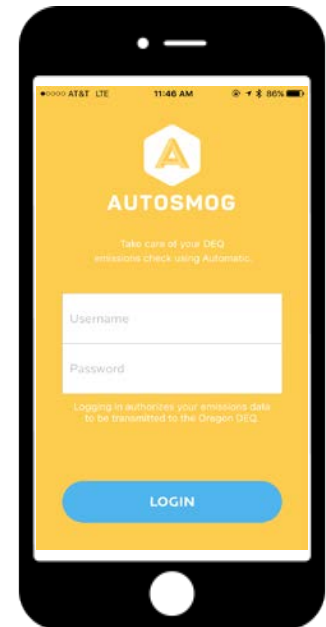 AT&T LTE 11:46 AM 86%
A
AUTOSMOG
Take care of your DEQ
emissions check using Automatic.
Username
Password
Logging in authorizes your emissions data
to be transmitted to the Oregon DEQ
LOGIN